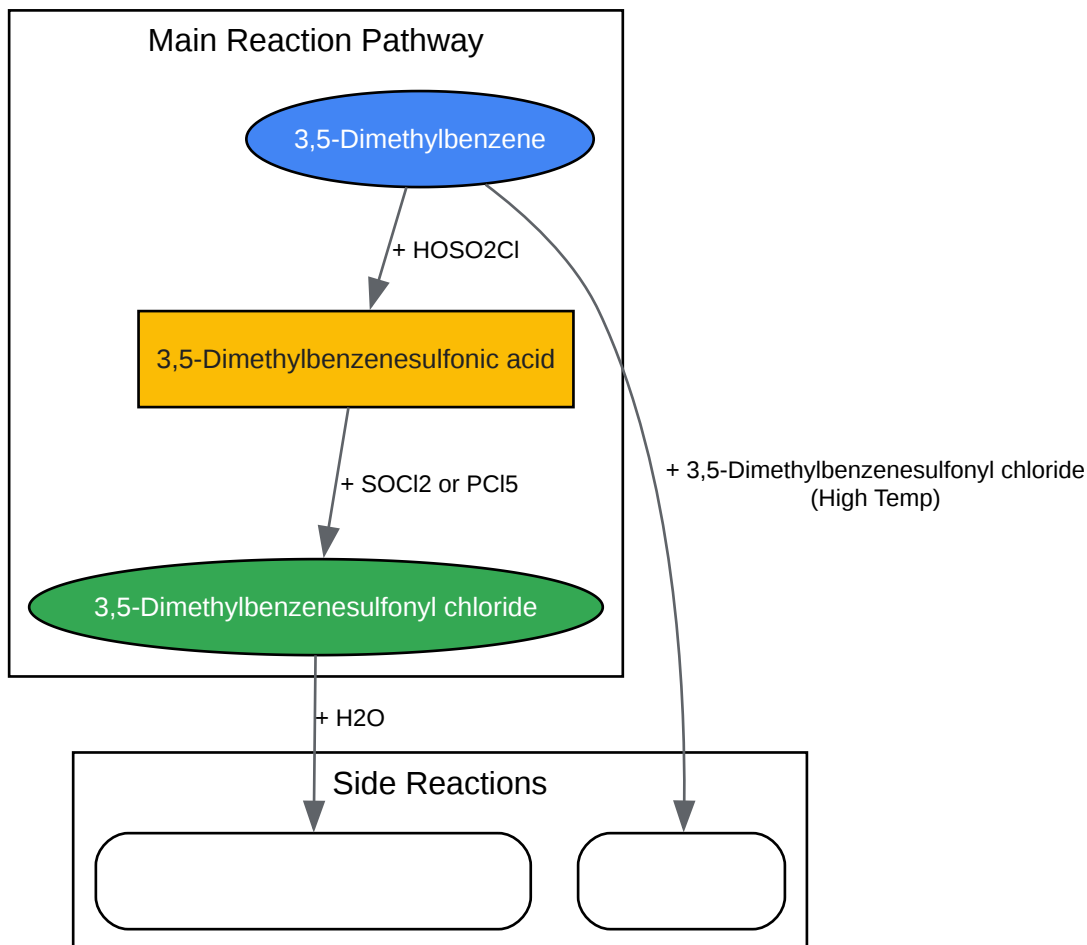 Main Reaction Pathway
3,5-Dimethylbenzene
+ HOSO2Cl
3,5-Dimethylbenzenesulfonic acid
+ SOCl2 or PCl5
+ 3,5-Dimethylbenzenesulfonyl chloride
(High Temp)
3,5-Dimethylbenzenesulfonyl chloride
+ H2O
Side Reactions